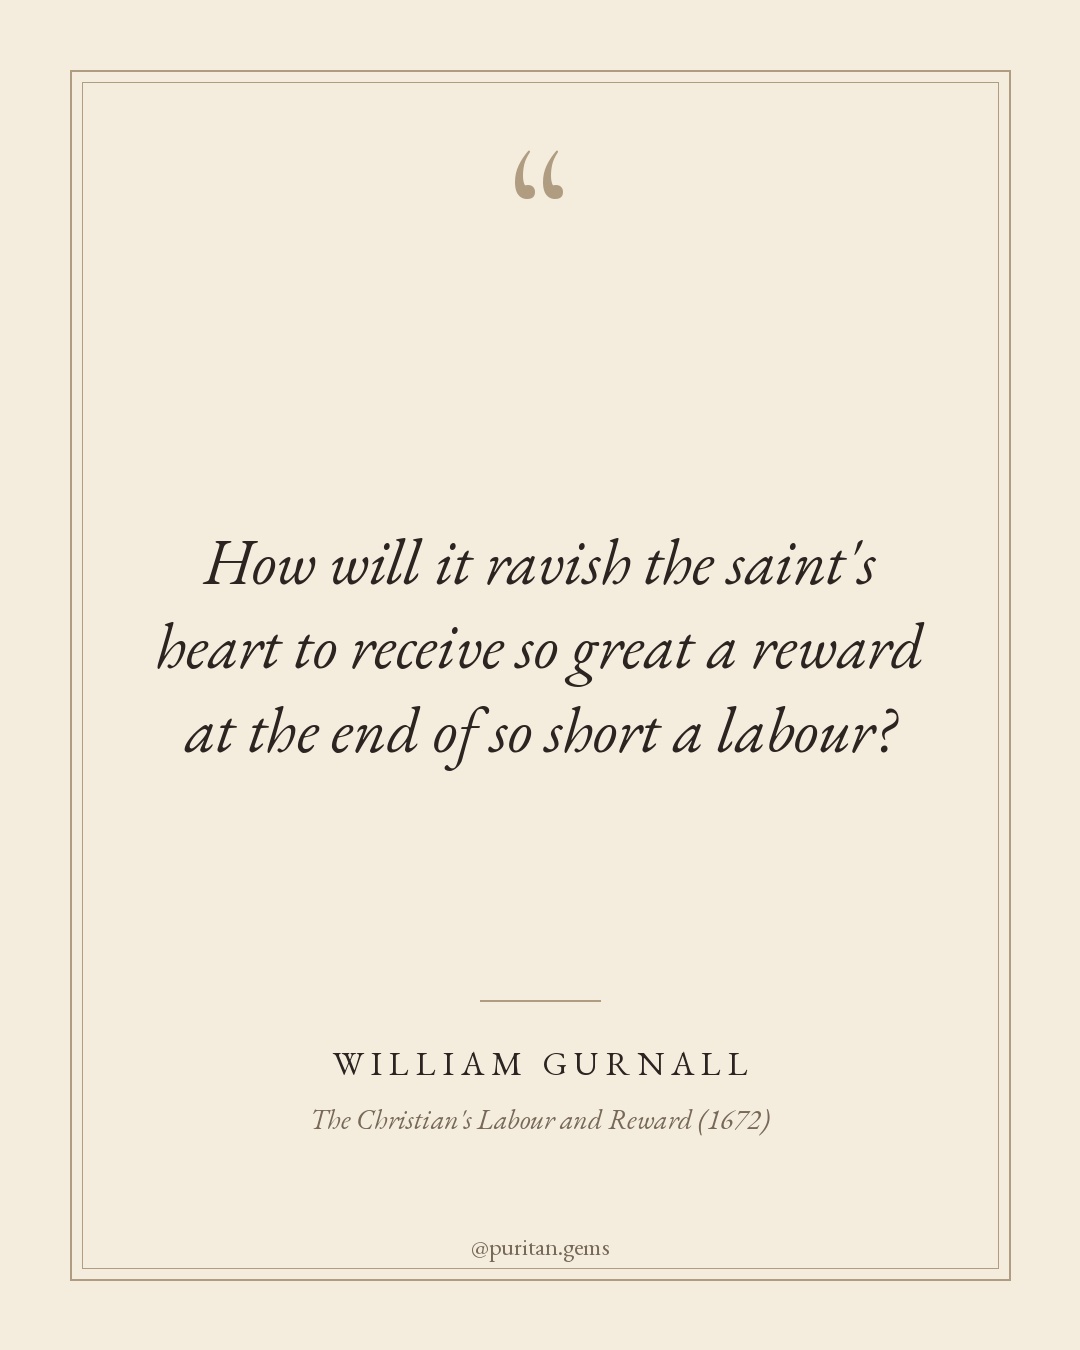 “
How will it ravish the saint's
heart to receive so great a reward
at the end of so short a labour?
WILLIAM GURNALL
The Christian's Labour and Reward (1672)
@puritan.gems